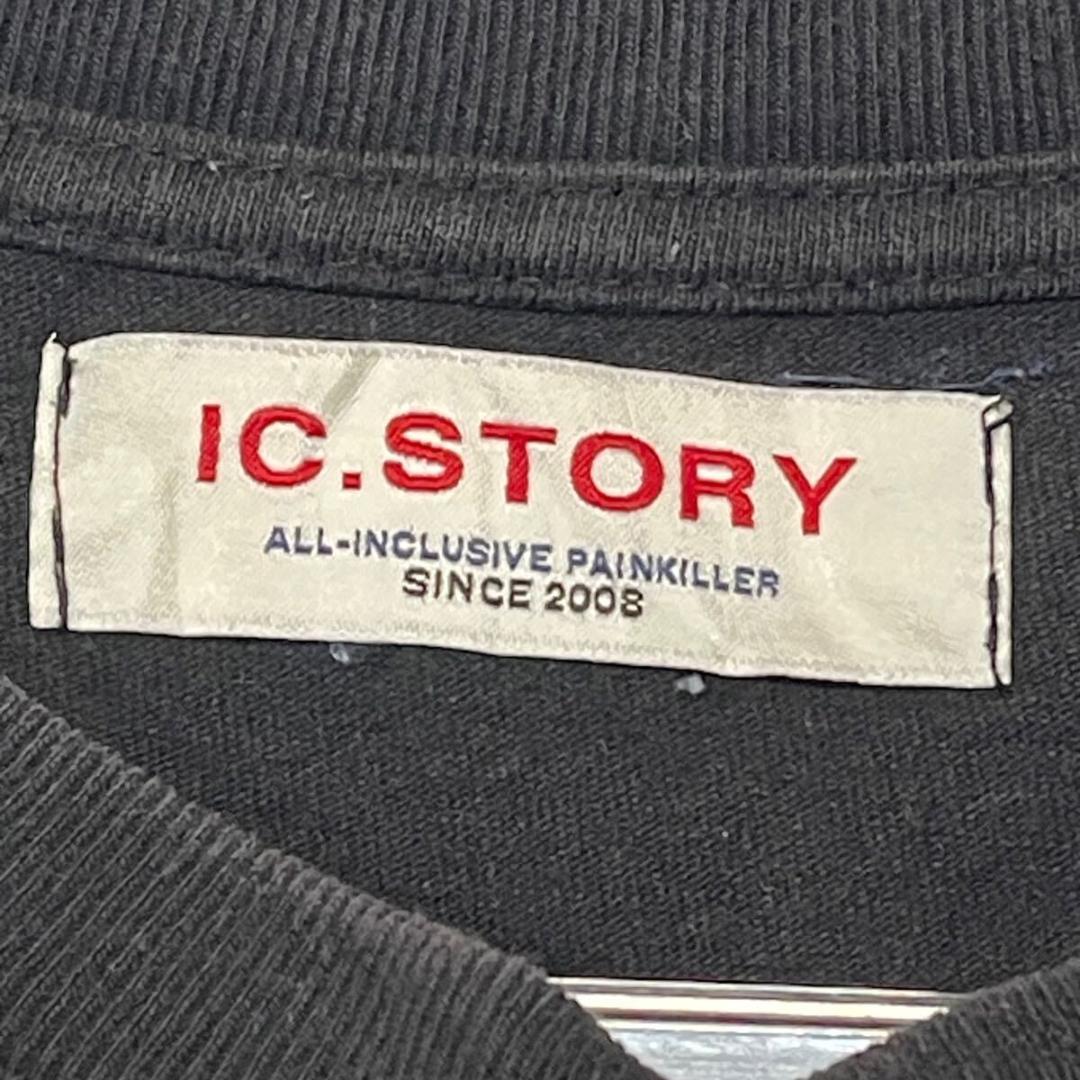 IC.STORY
ALL-INCLUSIVE PAINKILLER
SINCE 2008